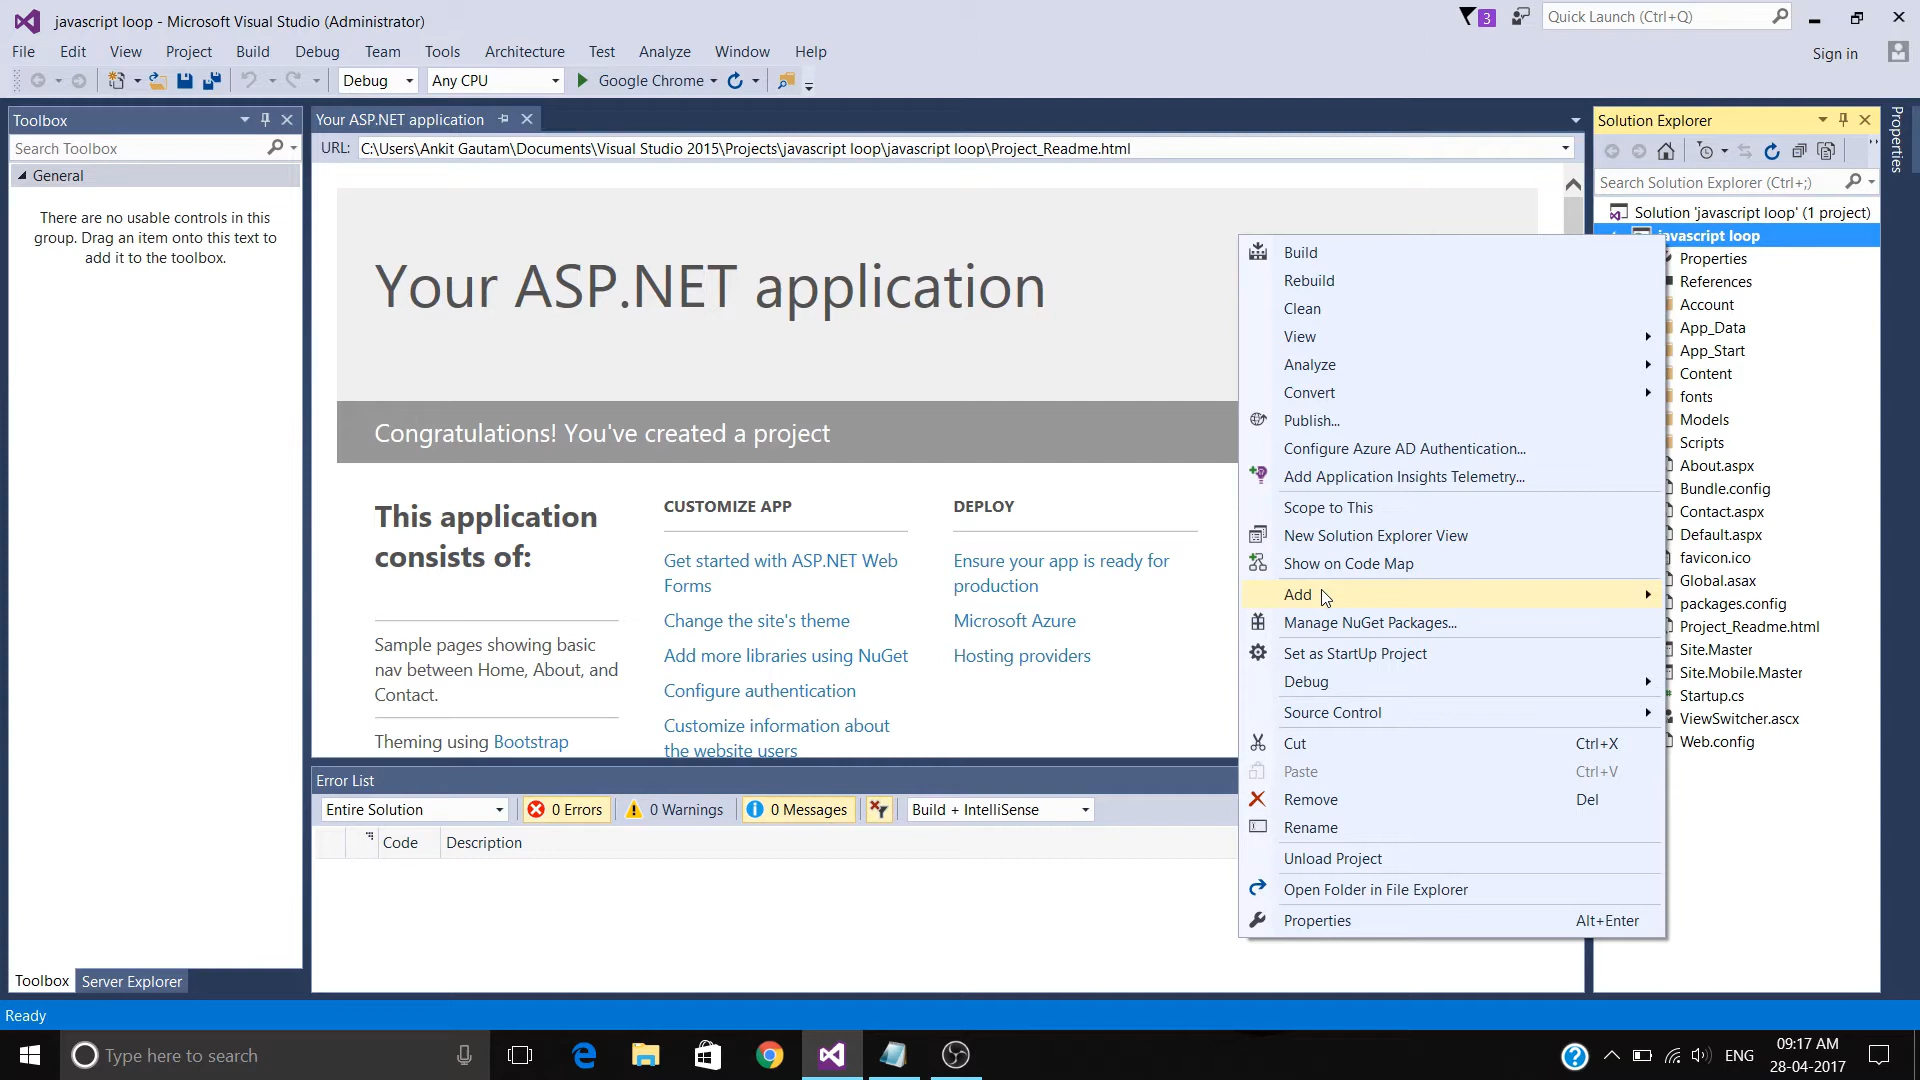 javascript loop - Microsoft Visual Studio (Administrator)
3
Quick Launch (Ctrl+Q)
File Edit View Project Build Debug Team Tools Architecture Test Analyze Window Help
Sign in
Debug Any CPU Google Chrome
Toolbox
Search Toolbox
General
There are no usable controls in this
group. Drag an item onto this text to
add it to the toolbox.
Toolbox Server Explorer
Your ASP.NET application
URL: C:\Users\Ankit Gautam\Documents\Visual Studio 2015\Projects\javascript loop\javascript loop\Project_Readme.html
Your ASP.NET application
Congratulations! You've created a project
This application
consists of:
Sample pages showing basic
nav between Home, About, and
Contact.
Theming using Bootstrap
CUSTOMIZE APP
Get started with ASP.NET Web
Forms
Change the site's theme
Add more libraries using NuGet
Configure authentication
Customize information about
the website users
DEPLOY
Ensure your app is ready for
production
Microsoft Azure
Hosting providers
Error List
Entire Solution 0 Errors 0 Warnings 0 Messages Build + IntelliSense
Code Description
Build
Rebuild
Clean
View
Analyze
Convert
Publish...
Configure Azure AD Authentication...
Add Application Insights Telemetry...
Scope to This
New Solution Explorer View
Show on Code Map
Add
Manage NuGet Packages...
Set as StartUp Project
Debug
Source Control
Cut Ctrl+X
Paste Ctrl+V
Remove Del
Rename
Unload Project
Open Folder in File Explorer
Properties Alt+Enter
Solution Explorer
Search Solution Explorer (Ctrl+;)
Solution 'javascript loop' (1 project)
javascript loop
Properties
References
Account
App_Data
App_Start
Content
fonts
Models
Scripts
About.aspx
Bundle.config
Contact.aspx
Default.aspx
favicon.ico
Global.asax
packages.config
Project_Readme.html
Site.Master
Site.Mobile.Master
Startup.cs
ViewSwitcher.ascx
Web.config
Properties
Ready
Type here to search
ENG
09:17 AM
28-04-2017